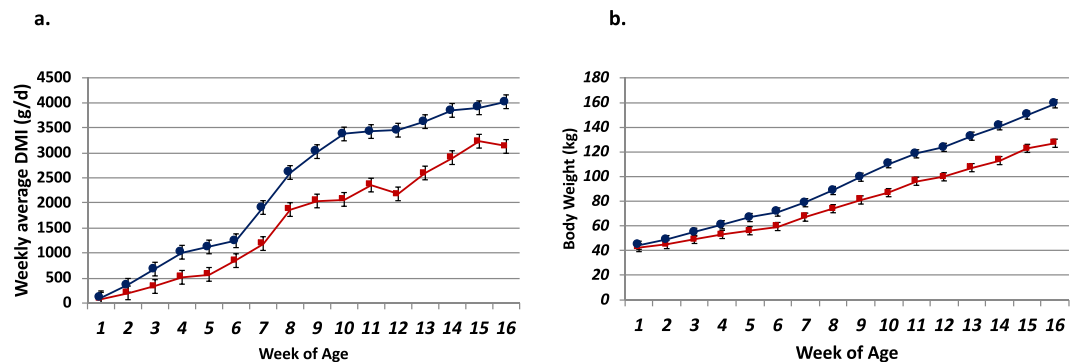 a.
Weekly average DMI (g/d)
4500
4000
3500
3000
2500
2000
1500
1000
500
0
1 2 3 4 5 6 7 8 9 10 11 12 13 14 15 16
Week of Age
b.
Body Weight (kg)
180
160
140
120
100
80
60
40
20
0
1 2 3 4 5 6 7 8 9 10 11 12 13 14 15 16
Week of Age